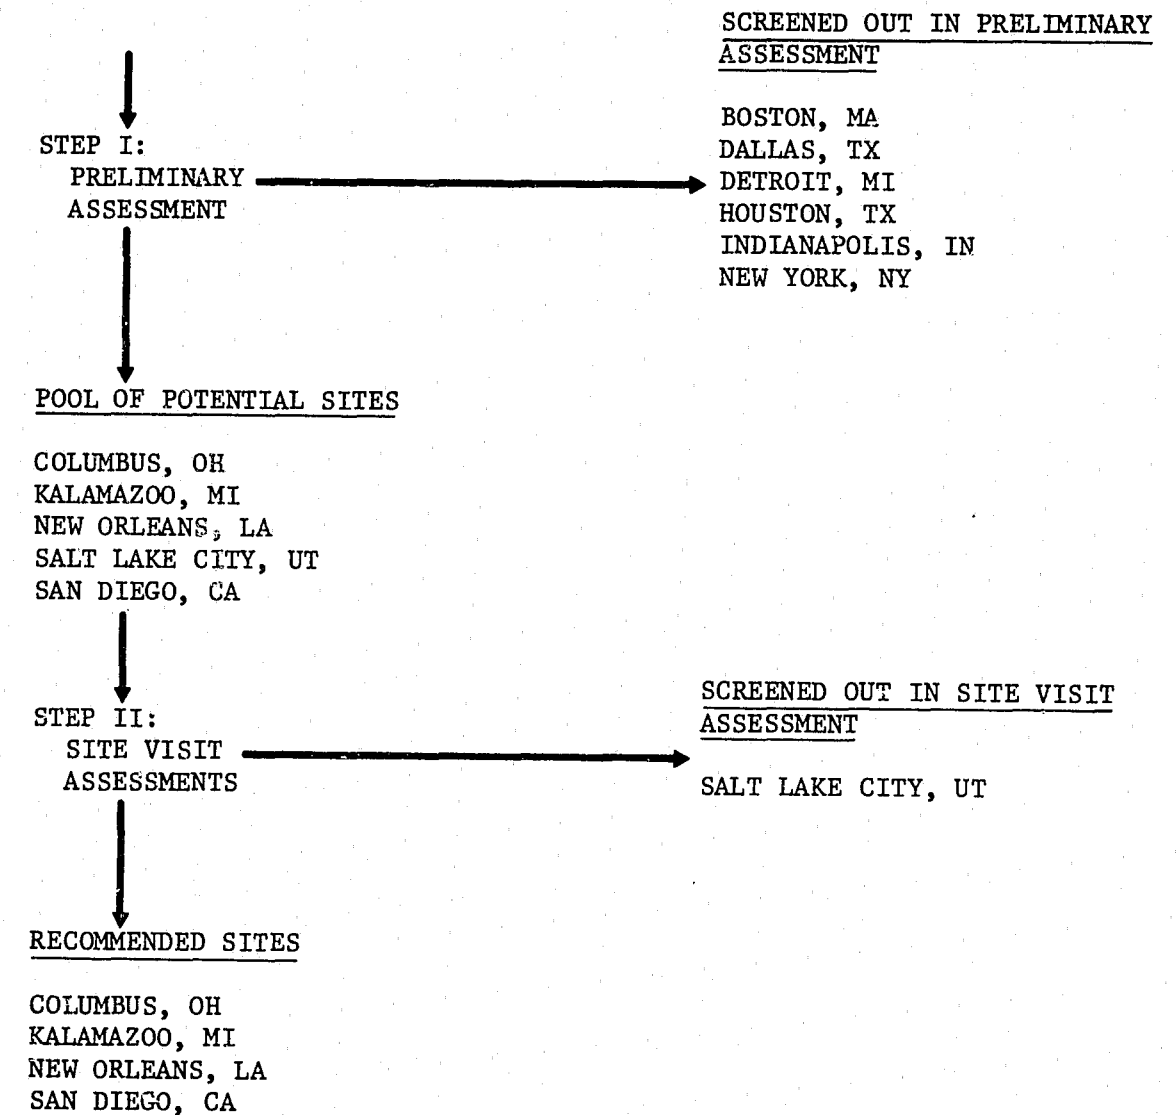 SCREENED OUT IN PRELIMINARY
ASSESSMENT
BOSTON, MA
DALLAS, TX
DETROIT, MI
HOUSTON, TX
INDIANAPOLIS, IN
NEW YORK, NY
STEP I:
PRELIMINARY
ASSESSMENT
POOL OF POTENTIAL SITES
COLUMBUS, OH
KALAMAZOO, MI
NEW ORLEANS, LA
SALT LAKE CITY, UT
SAN DIEGO, CA
STEP II:
SITE VISIT
ASSESSMENTS
SCREENED OUT IN SITE VISIT
ASSESSMENT
SALT LAKE CITY, UT
RECOMMENDED SITES
COLUMBUS, OH
KALAMAZOO, MI
NEW ORLEANS, LA
SAN DIEGO, CA